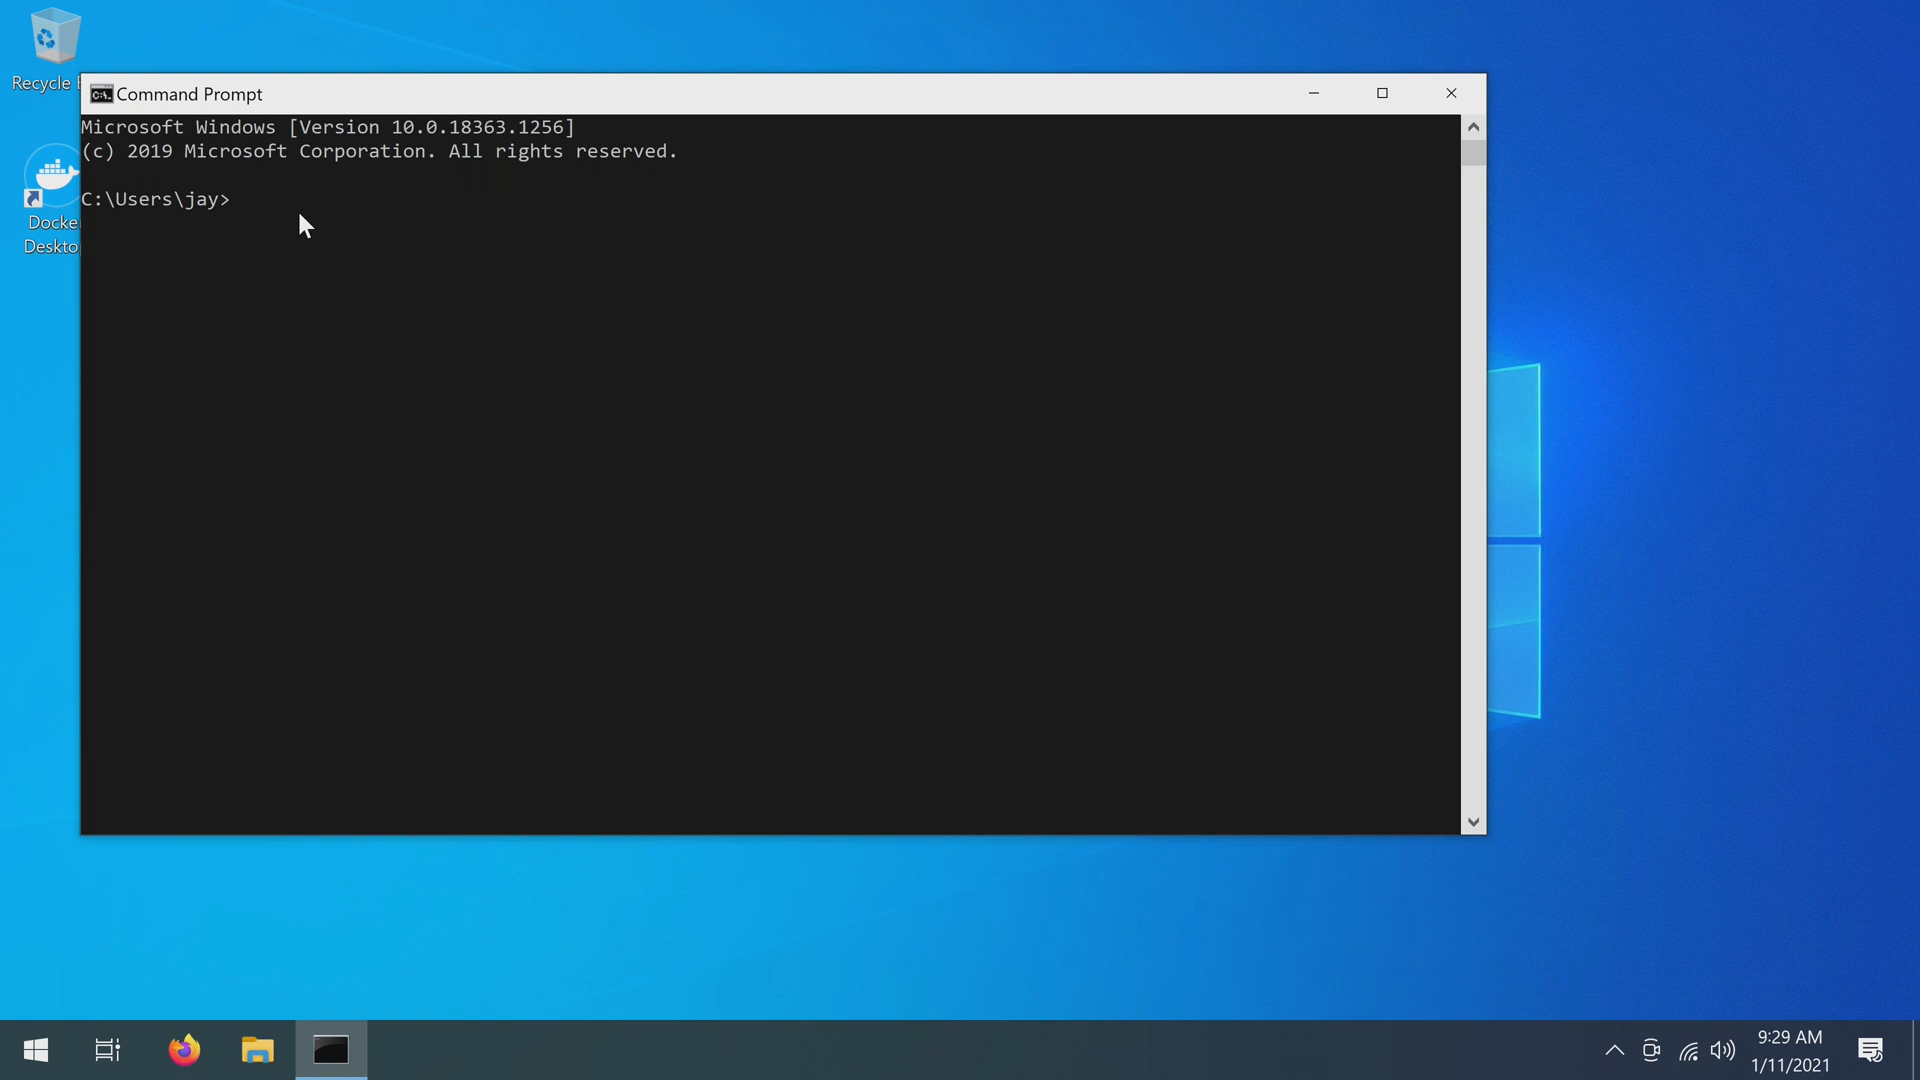 Recycle
Command Prompt
Microsoft Windows [Version 10.0.18363.1256]
(c) 2019 Microsoft Corporation. All rights reserved.
C:\Users\jay>
Docke
Deskto
9:29 AM
1/11/2021